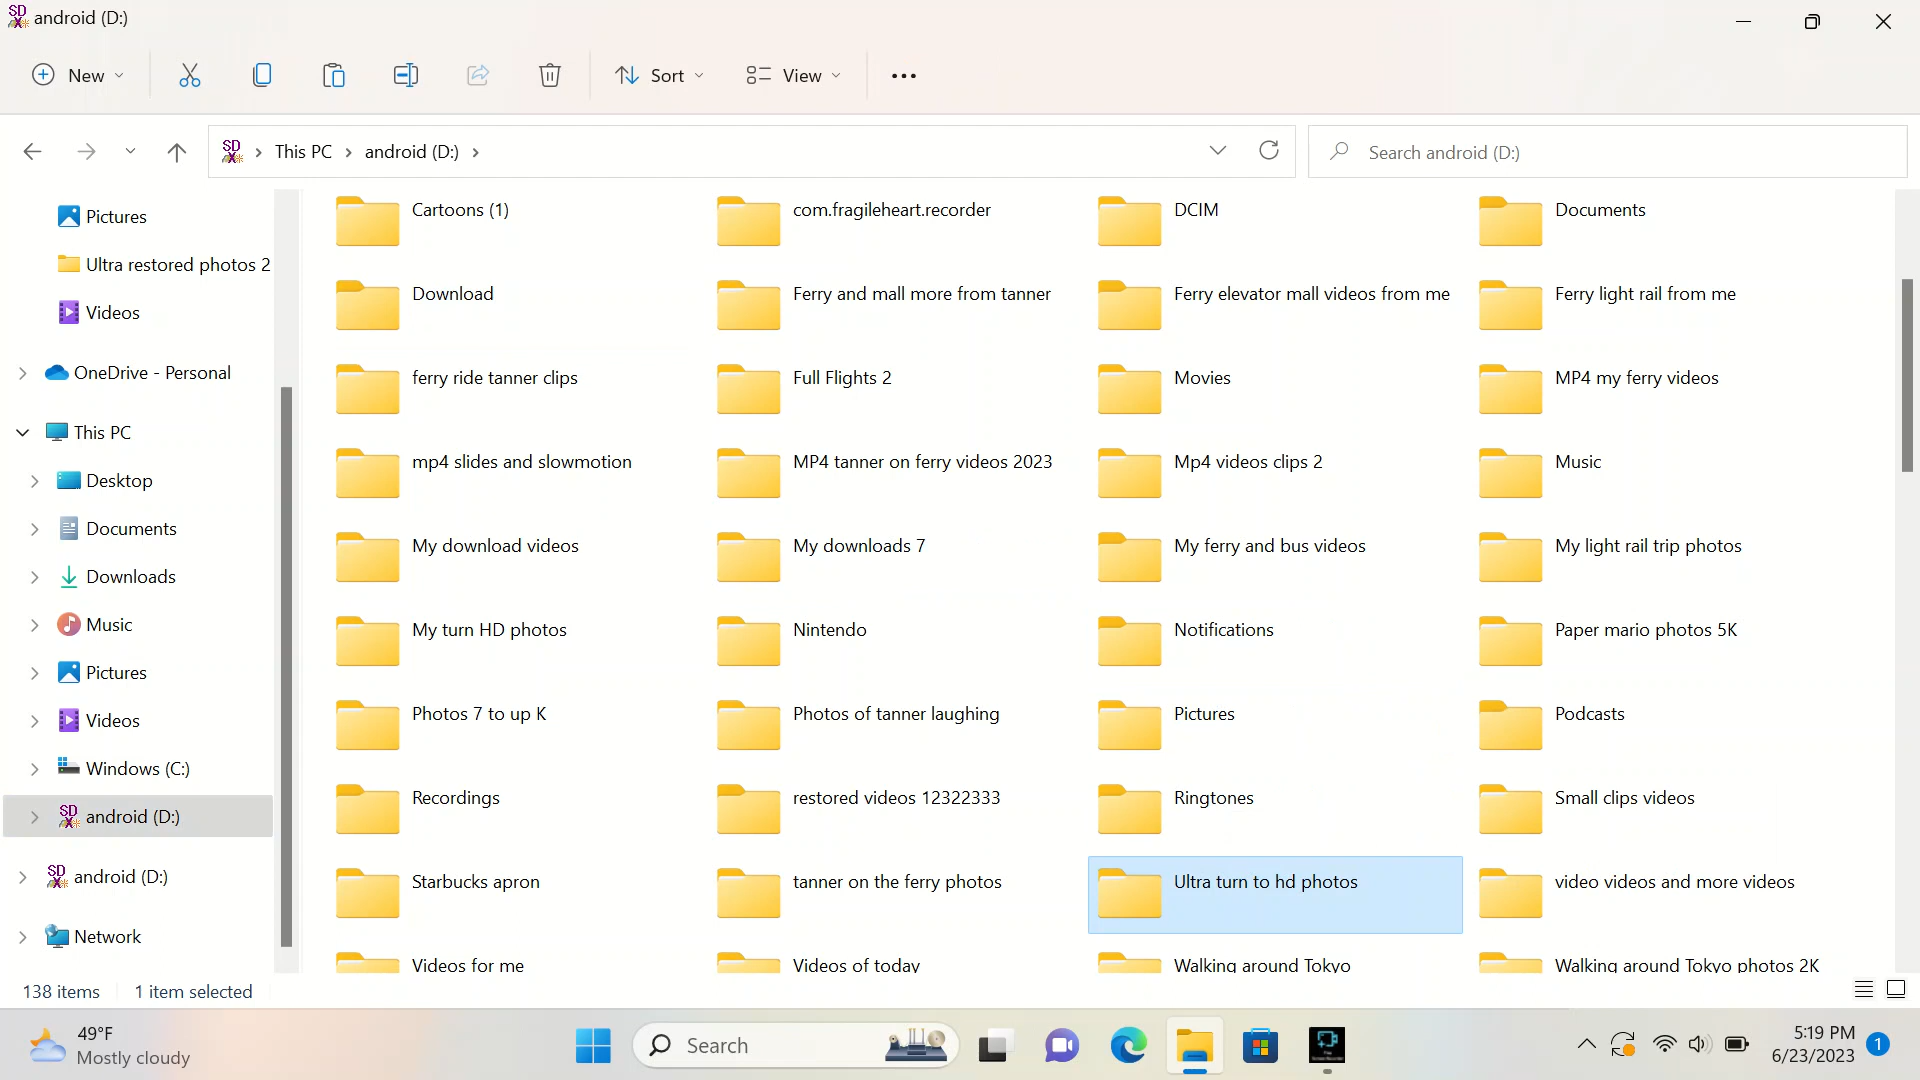 android (D:)
New
Sort
View
This PC
android (D:)
Search android (D:)
Pictures
Ultra restored photos 2
Videos
OneDrive - Personal
This PC
Desktop
Documents
Downloads
Music
Pictures
Videos
Windows (C:)
android (D:)
android (D:)
Network
Cartoons (1)
com.fragileheart.recorder
DCIM
Documents
Download
Ferry and mall more from tanner
Ferry elevator mall videos from me
Ferry light rail from me
ferry ride tanner clips
Full Flights 2
Movies
MP4 my ferry videos
mp4 slides and slowmotion
MP4 tanner on ferry videos 2023
Mp4 videos clips 2
Music
My download videos
My downloads 7
My ferry and bus videos
My light rail trip photos
My turn HD photos
Nintendo
Notifications
Paper mario photos 5K
Photos 7 to up K
Photos of tanner laughing
Pictures
Podcasts
Recordings
restored videos 12322333
Ringtones
Small clips videos
Starbucks apron
tanner on the ferry photos
Ultra turn to hd photos
video videos and more videos
Videos for me
Videos of today
Walking around Tokyo
Walking around Tokyo photos 2K
138 items
1 item selected
49°F
Mostly cloudy
Search
5:19 PM
6/23/2023
1